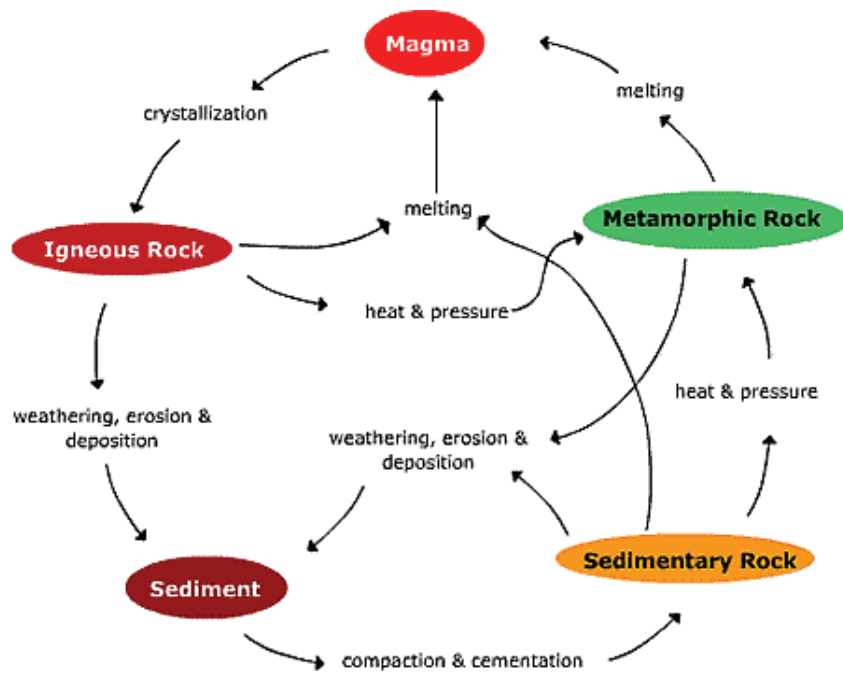 Magma
melting
crystallization
melting
Metamorphic Rock
Igneous Rock
heat & pressure
heat & pressure
weathering, erosion &
deposition
weathering, erosion &
deposition
Sedimentary Rock
Sediment
compaction & cementation